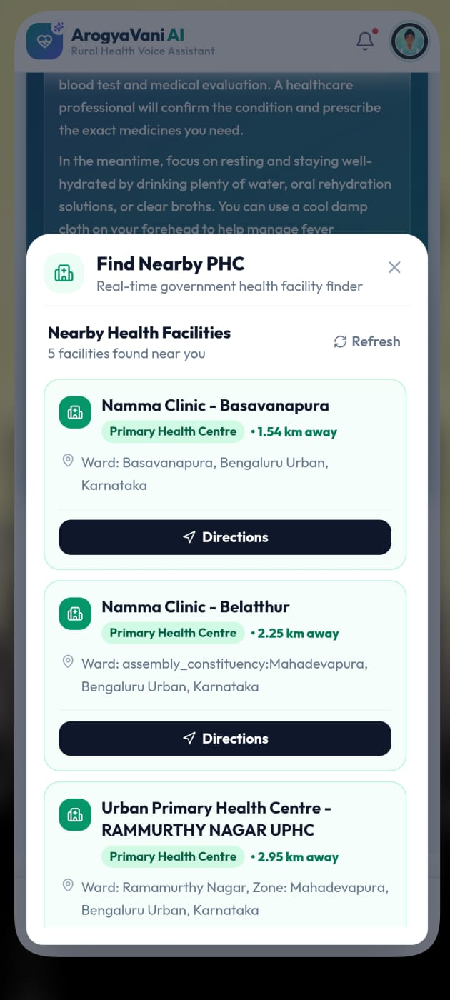 ArogyaVani AI
Rural Health Voice Assistant
blood test and medical evaluation. A healthcare
professional will confirm the condition and prescribe
the exact medicines you need.
In the meantime, focus on resting and staying well-
hydrated by drinking plenty of water, oral rehydration
solutions, or clear broths. You can use a cool damp
cloth on your forehead to help manage fever
Find Nearby PHC
Real-time government health facility finder
Nearby Health Facilities
5 facilities found near you
Refresh
Namma Clinic - Basavanapura
Primary Health Centre • 1.54 km away
Ward: Basavanapura, Bengaluru Urban,
Karnataka
Directions
Namma Clinic - Belatthur
Primary Health Centre • 2.25 km away
Ward: assembly_constituency:Mahadevapura,
Bengaluru Urban, Karnataka
Directions
Urban Primary Health Centre -
RAMMURTHY NAGAR UPHC
Primary Health Centre • 2.95 km away
Ward: Ramamurthy Nagar, Zone: Mahadevapura,
Bengaluru Urban, Karnataka